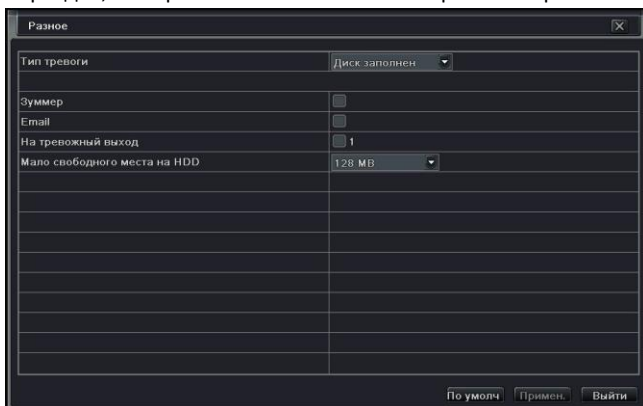 Разное
Тип тревоги Диск заполнен
Зуммер
Email
На тревожный выход 1
Мало свободного места на HDD 128 MB
По умолч Примен. Выйти